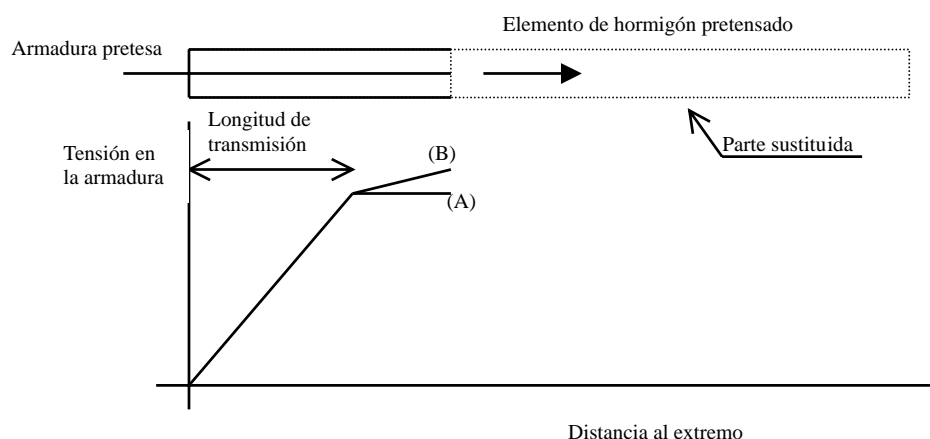 Elemento de hormigón pretensado
Armadura pretesa
Longitud de
transmisión
Parte sustituida
Tensión en
la armadura
(B)
(A)
Distancia al extremo